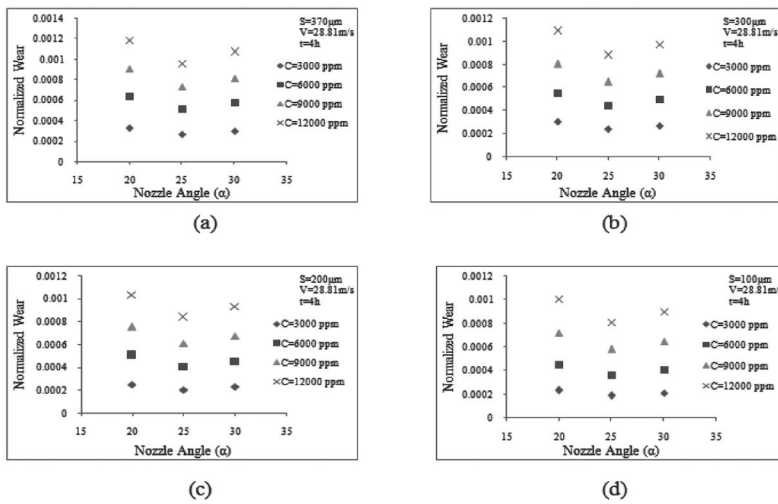 S=370μm
V=28.81m/s
t=4h
Normalized Wear
0.0014
0.0012
0.001
0.0008
0.0006
0.0004
0.0002
0
15
20
25
30
35
Nozzle Angle (α)
C=3000 ppm
C=6000 ppm
C=9000 ppm
C=12000 ppm
(a)
S=300μm
V=28.81m/s
t=4h
Normalized Wear
0.0012
0.001
0.0008
0.0006
0.0004
0.0002
0
15
20
25
30
35
Nozzle Angle (α)
C=3000 ppm
C=6000 ppm
C=9000 ppm
C=12000 ppm
(b)
S=200μm
V=28.81m/s
t=4h
Normalized Wear
0.0012
0.001
0.0008
0.0006
0.0004
0.0002
0
15
20
25
30
35
Nozzle Angle (α)
C=3000 ppm
C=6000 ppm
C=9000 ppm
C=12000 ppm
(c)
S=100μm
V=28.81m/s
t=4h
Normalized Wear
0.0012
0.001
0.0008
0.0006
0.0004
0.0002
0
15
20
25
30
35
Nozzle Angle (α)
C=3000 ppm
C=6000 ppm
C=9000 ppm
C=12000 ppm
(d)